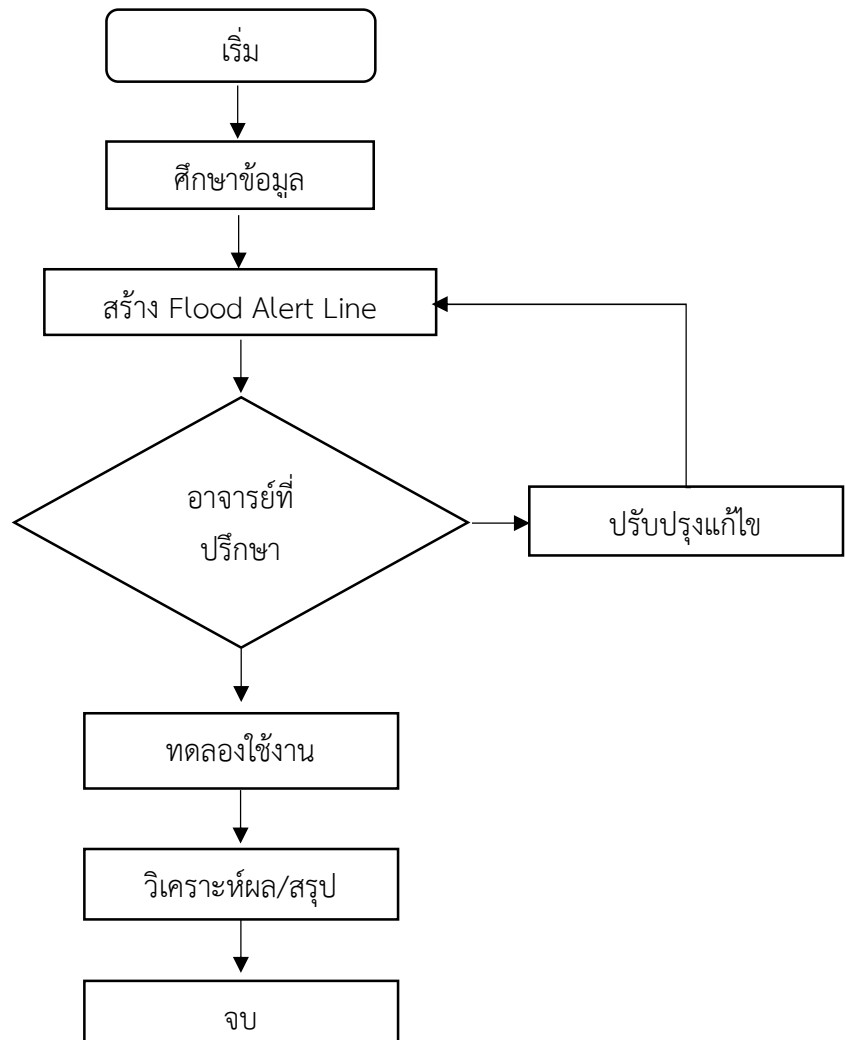 เริ่ม
ศึกษาข้อมูล
สร้าง Flood Alert Line
อาจารย์ที่
ปรึกษา
ปรับปรุงแก้ไข
ทดลองใช้งาน
วิเคราะห์ผล/สรุป
จบ